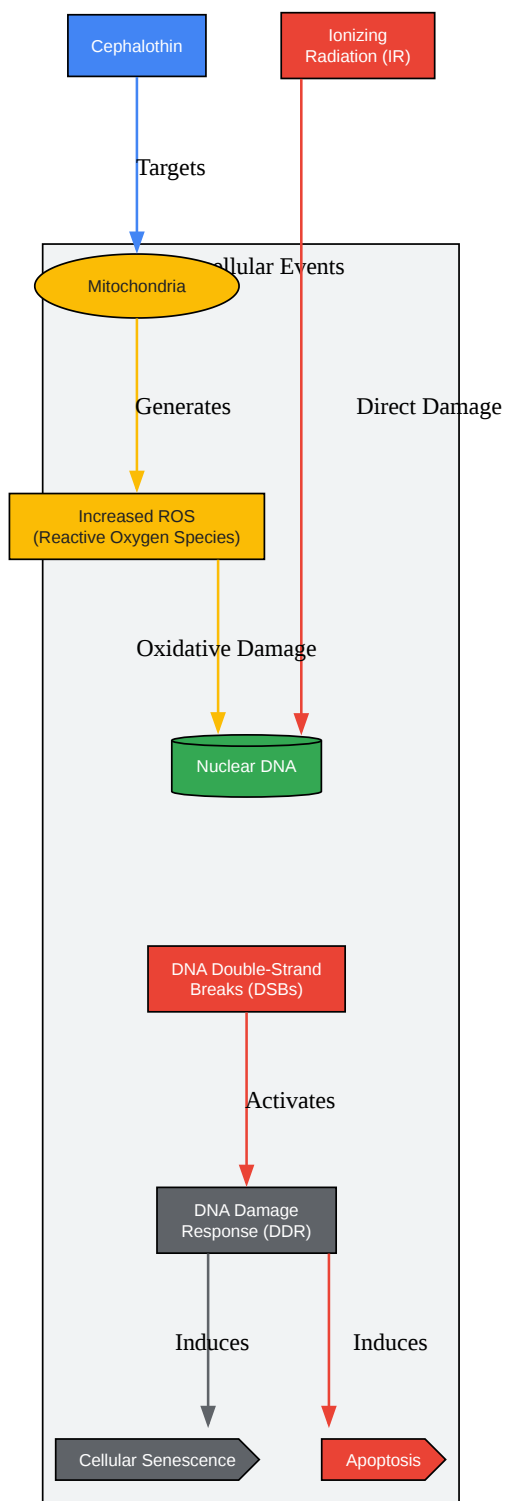 Cephalothin
Ionizing
Radiation (IR)
Targets
ellular Events
Mitochondria
Generates
Direct Damage
Increased ROS
(Reactive Oxygen Species)
Oxidative Damage
Nuclear DNA
DNA Double-Strand
Breaks (DSBs)
Activates
DNA Damage
Response (DDR)
Induces
Induces
Cellular Senescence
Apoptosis